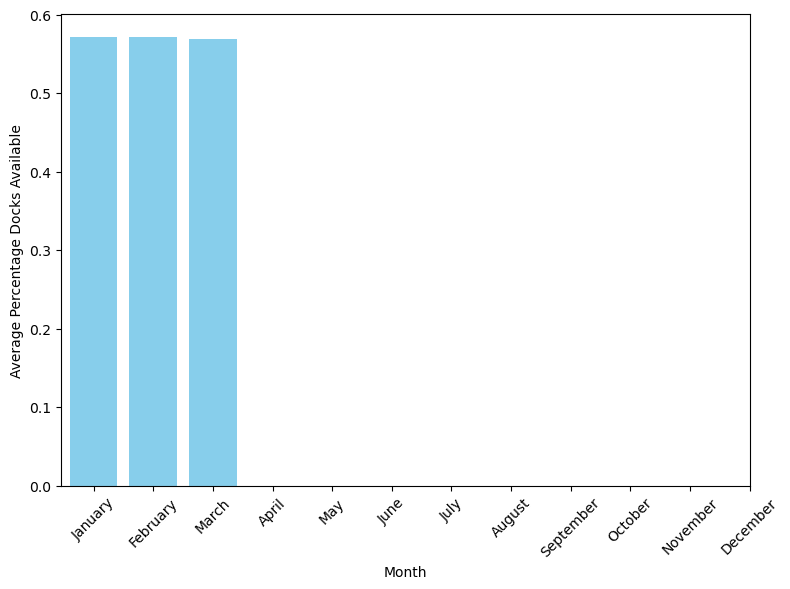 0.6
0.5
0.4
0.3
0.2
0.1
0.0
Average Percentage Docks Available
January
February
March
April
May
June
July
August
September
October
November
December
Month